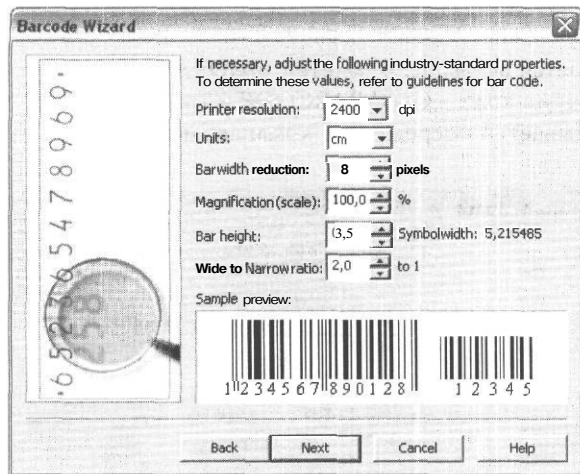 Barcode Wizard
If necessary, adjust the following industry-standard properties.
To determine these values, refer to guidelines for bar code.
Printer resolution: 2400 dpi
Units: cm
Barwidth reduction: 8 pixels
Magnification (scale): 100,0 %
Bar height: (3,5 Symbolwidth: 5,215485
Wide to Narrow ratio: 2,0 to 1
Sample preview:
1 234567 890128
12345
Back Next Cancel Help